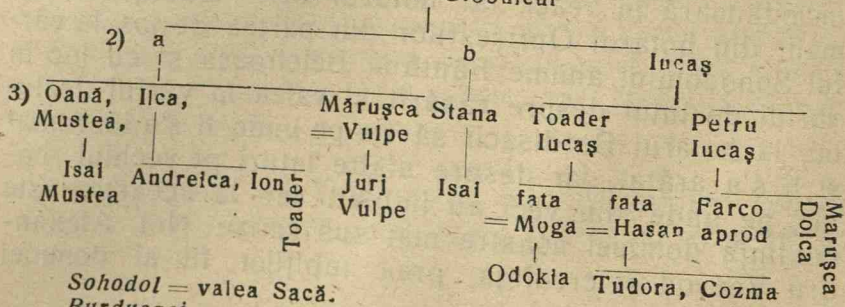 2) a b Iucaş
3) Oană, Ilca, Măruşca Stana Toader Petru
Mustea, = Vulpe Iucaş Iucaş
Isai Andreica, Ion Toader Jurj Isai fata fata Farco Maruşca
Mustea Vulpe = Moga = Hasan aprod Dolca
Odokia Tudora, Cozma
Sohodol = valea Sacă.